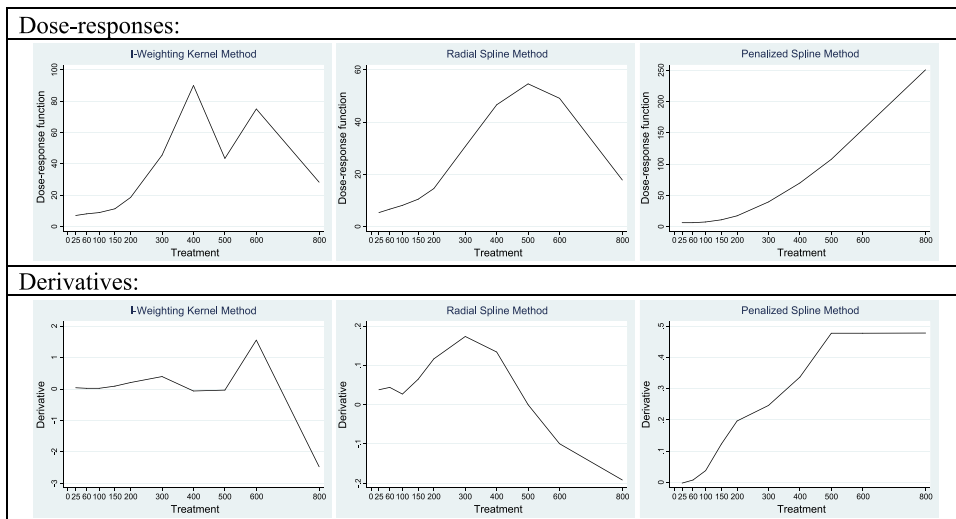 Dose-responses:
I-Weighting Kernel Method
Dose-response function
0 20 40 60 80 100
0 25 60 100 150 200 300 400 500 600 800
Treatment
Radial Spline Method
Dose-response function
0 20 40 60
0 25 60 100 150 200 300 400 500 600 800
Treatment
Penalized Spline Method
Dose-response function
0 50 100 150 200 250
0 25 60 100 150 200 300 400 500 600 800
Treatment
Derivatives:
I-Weighting Kernel Method
Derivative
-3 -2 -1 0 1 2
0 25 60 100 150 200 300 400 500 600 800
Treatment
Radial Spline Method
Derivative
-.2 -.1 0 .1 .2
0 25 60 100 150 200 300 400 500 600 800
Treatment
Penalized Spline Method
Derivative
0 .1 .2 .3 .4 .5
0 25 60 100 150 200 300 400 500 600 800
Treatment